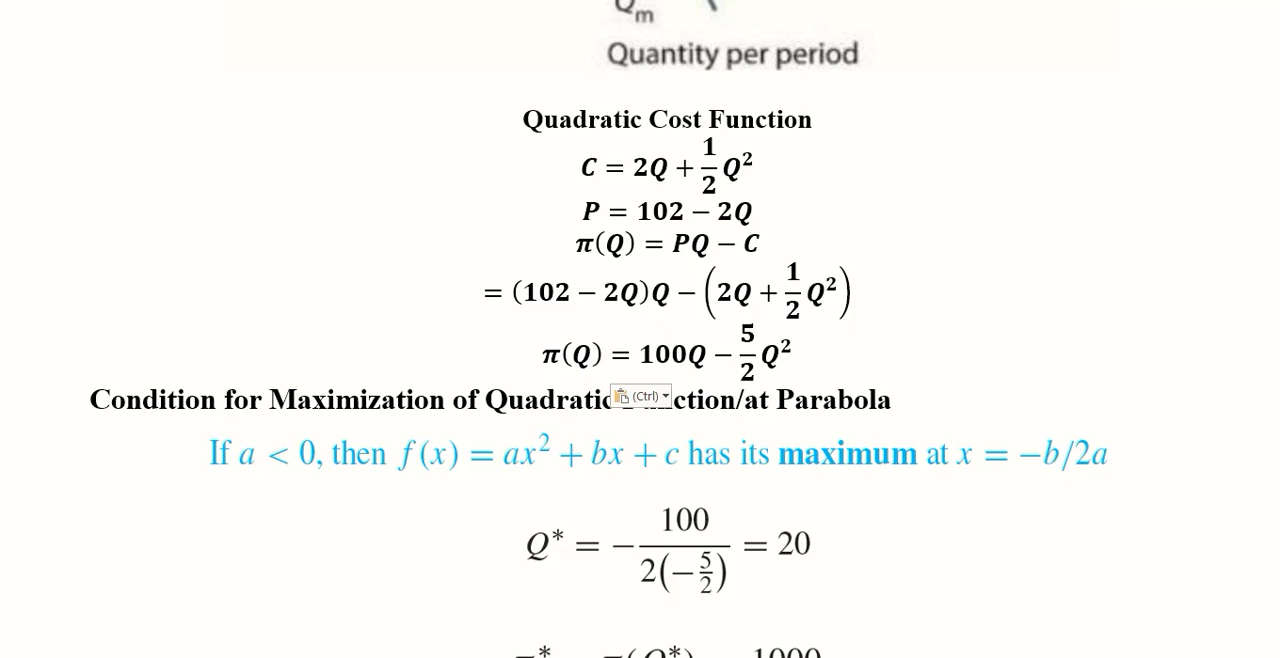 Qm
Quantity per period
Quadratic Cost Function
C = 2Q + 1/2 Q²
P = 102 − 2Q
π(Q) = PQ − C
= (102 − 2Q)Q − (2Q + 1/2 Q²)
π(Q) = 100Q − 5/2 Q²
Condition for Maximization of Quadratic (Ctrl) ction/at Parabola
If a < 0, then f(x) = ax² + bx + c has its maximum at x = −b/2a
Q* = − 100 / 2(−5/2) = 20
1000